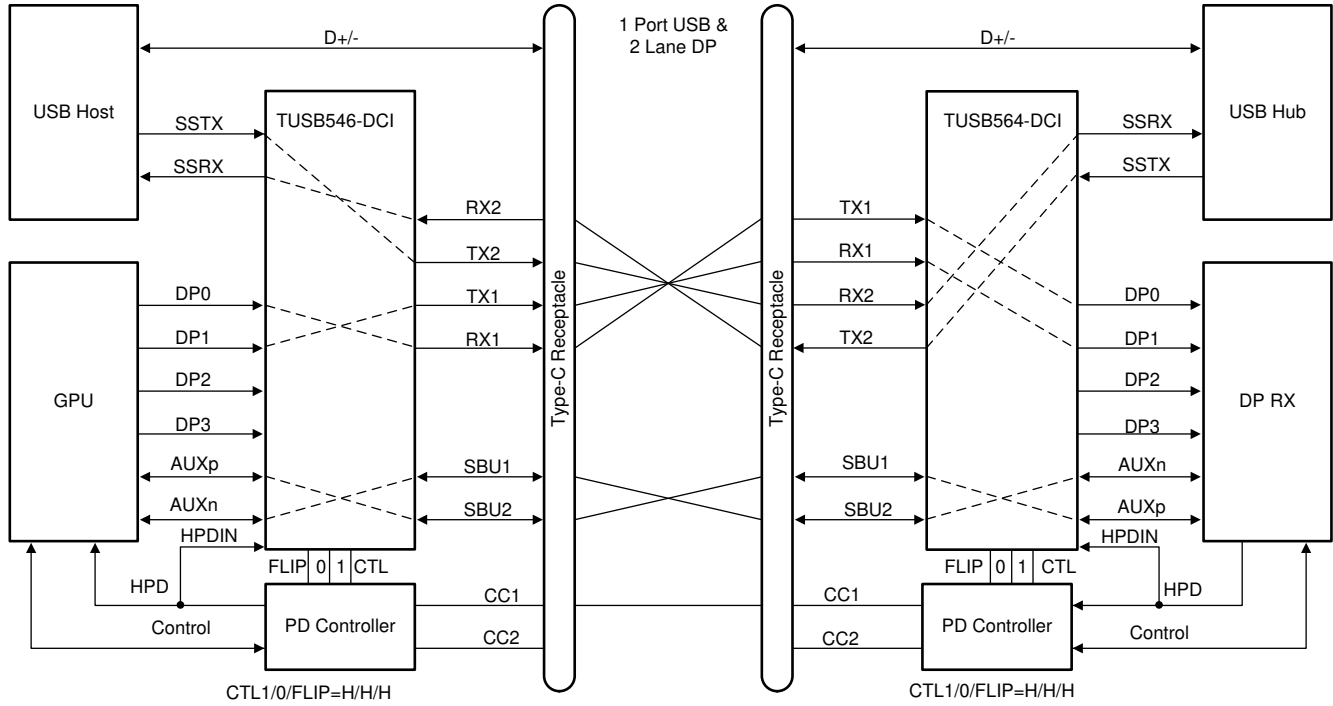 1 Port USB &
2 Lane DP
D+/-
D+/-
USB Host
TUSB546-DCI
TUSB564-DCI
USB Hub
SSTX
SSRX
SSRX
SSTX
RX2
TX2
TX1
RX1
TX1
RX1
RX2
TX2
Type-C Receptacle
Type-C Receptacle
GPU
DP0
DP1
DP2
DP3
AUXp
AUXn
HPDIN
SBU1
SBU2
SBU1
SBU2
DP0
DP1
DP2
DP3
AUXn
AUXp
HPDIN
DP RX
FLIP 0 1 CTL
FLIP 0 1 CTL
HPD
Control
PD Controller
CC1
CC2
CC1
CC2
PD Controller
HPD
Control
CTL1/0/FLIP=H/H/H
CTL1/0/FLIP=H/H/H